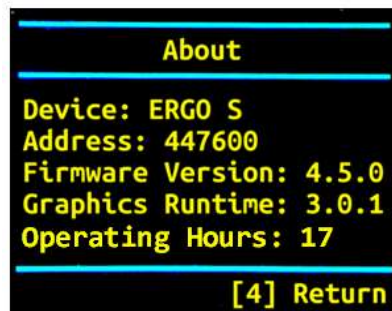 About
Device: ERGO S
Address: 447600
Firmware Version: 4.5.0
Graphics Runtime: 3.0.1
Operating Hours: 17
[4] Return